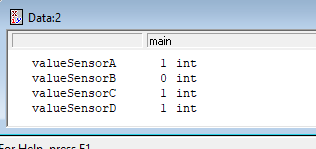 Data:2
main
valueSensorA 1 int
valueSensorB 0 int
valueSensorC 1 int
valueSensorD 1 int
For Help, press F1